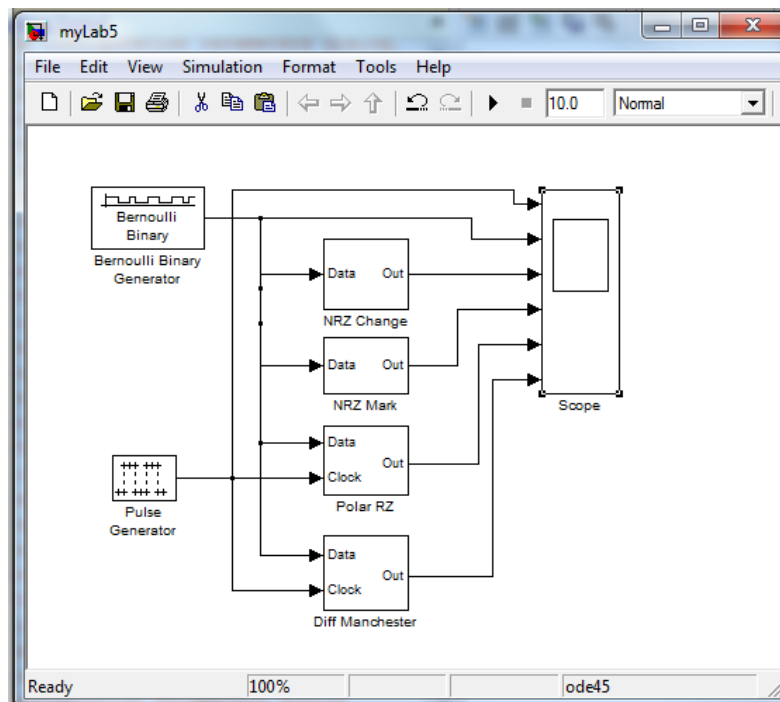 myLab5
File Edit View Simulation Format Tools Help
10.0 Normal
Bernoulli
Binary
Bernoulli Binary
Generator
Data Out
NRZ Change
Data Out
NRZ Mark
Scope
Data
Out
Clock
Polar RZ
Pulse
Generator
Data
Out
Clock
Diff Manchester
Ready 100% ode45